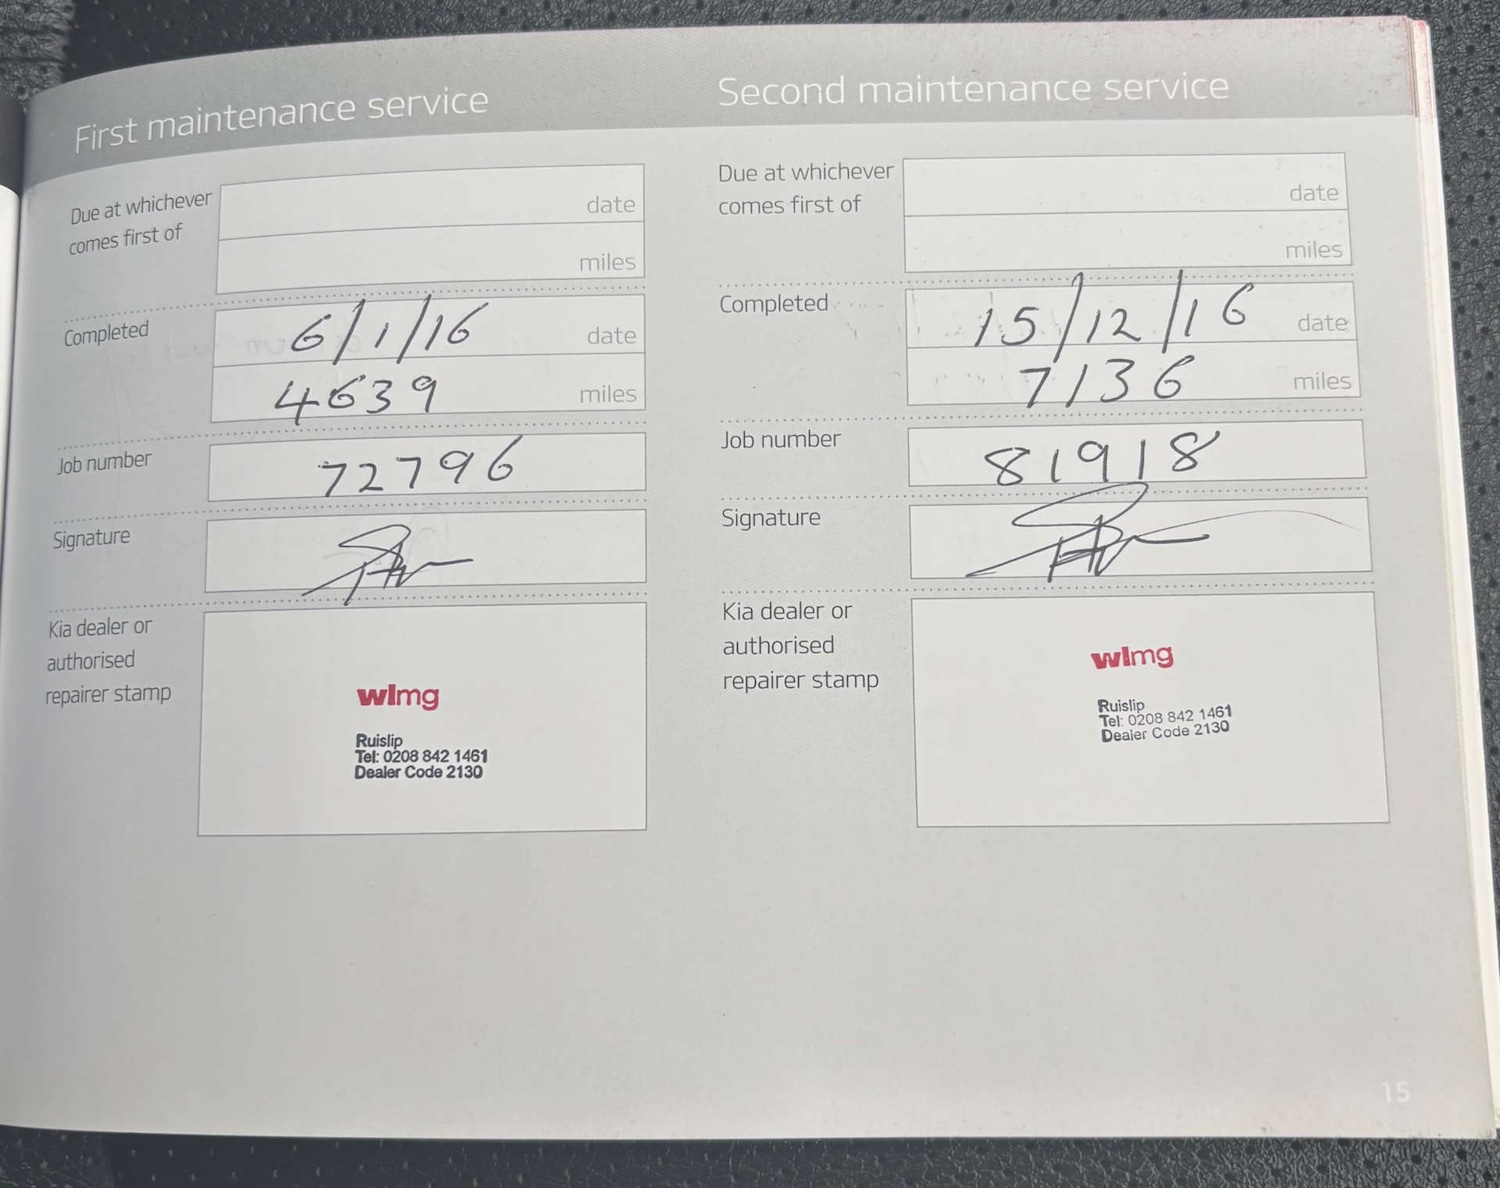 First maintenance service
Due at whichever
comes first of
date
miles
Completed
6/1/16 date
4639 miles
Job number
72796
Signature
Kia dealer or
authorised
repairer stamp
wlmg
Ruislip
Tel: 0208 842 1461
Dealer Code 2130
Second maintenance service
Due at whichever
comes first of
date
miles
Completed
15/12/16 date
7136 miles
Job number
81918
Signature
Kia dealer or
authorised
repairer stamp
wlmg
Ruislip
Tel: 0208 842 1461
Dealer Code 2130
15